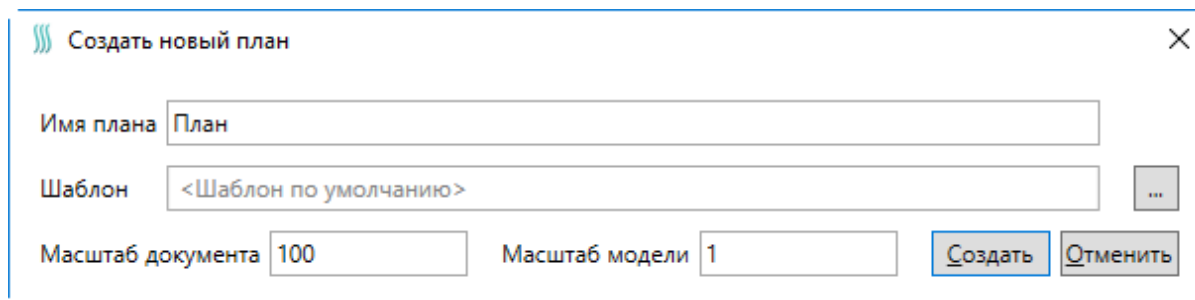 Создать новый план
Имя плана План
Шаблон <Шаблон по умолчанию> ...
Масштаб документа 100 Масштаб модели 1 Создать Отменить